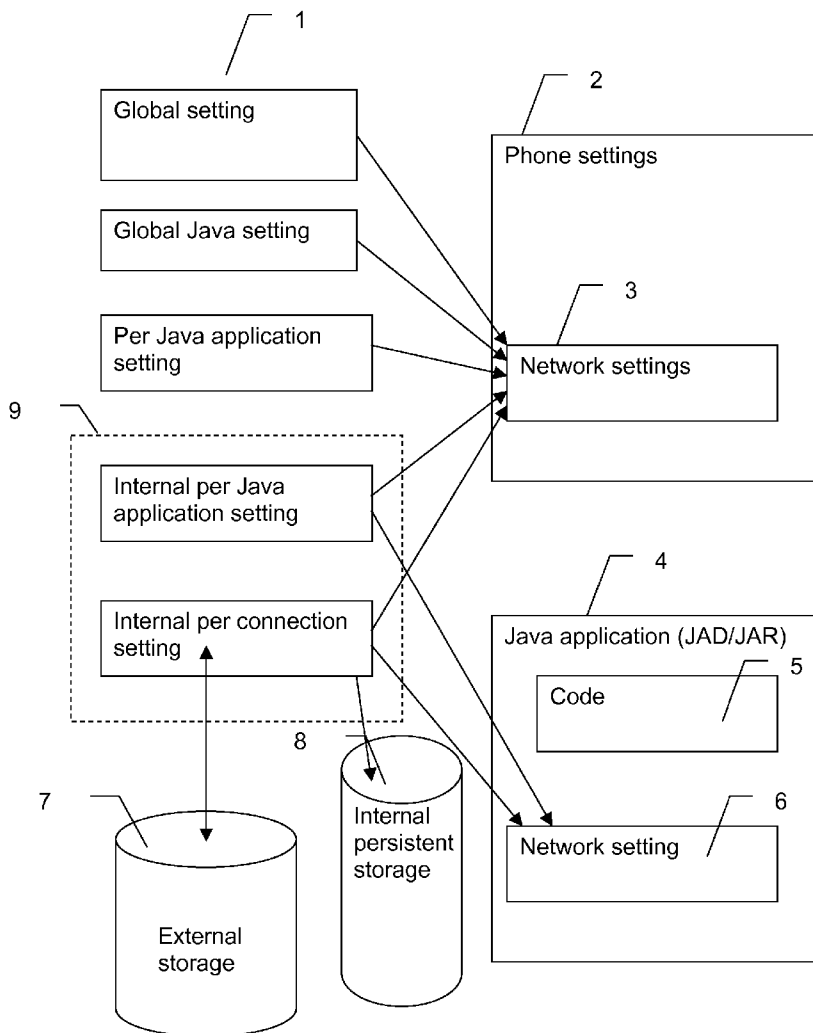 1
Global setting
2
Phone settings
Global Java setting
3
Per Java application
setting
Network settings
9
Internal per Java
application setting
4
Internal per connection
setting
Java application (JAD/JAR)
5
Code
8
7
Internal
persistent
storage
6
Network setting
External
storage